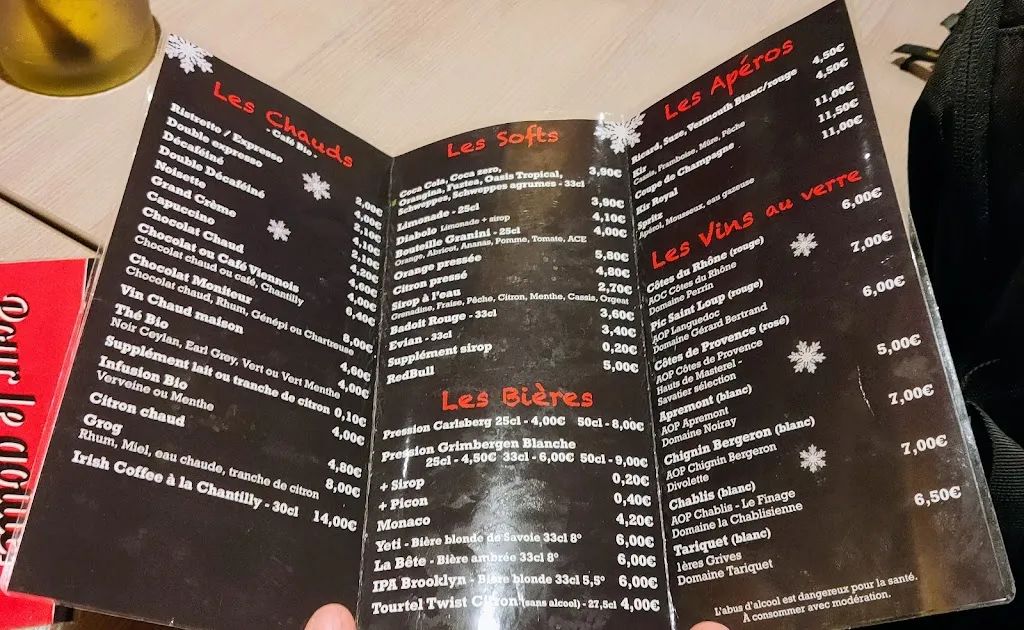 Pour le
Les Chauds
- Café Bio -
Ristretto / Expresso 2,00€
Double expresso 4,00€
Décaféiné 2,10€
Double Décaféiné 4,10€
Noisette 2,10€
Grand Crème 4,20€
Capuccino 4,00€
Chocolat Chaud 4,00€
Chocolat ou Café Viennois 6,40€
Chocolat chaud ou café, Chantilly
Chocolat Moniteur 8,00€
Chocolat chaud, Rhum, Génépi ou Chartreuse
Vin Chaud maison 4,60€
Thé Bio 4,00€
Noir Ceylan, Earl Grey, Vert ou Vert Menthe
Supplément lait ou tranche de citron 0,10€
Infusion Bio 4,00€
Verveine ou Menthe
Citron chaud 4,80€
Grog 8,00€
Rhum, Miel, eau chaude, tranche de citron
Irish Coffee à la Chantilly - 30cl 14,00€
Les Softs
Coca Cola, Coca zero, 3,90€
Orangina, Fuztea, Oasis Tropical,
Schweppes, Schweppes agrumes - 33cl
Limonade - 25cl 3,90€
Diabolo Limonade + sirop 4,10€
Bouteille Granini - 25cl 4,00€
Orange, Abricot, Ananas, Pomme, Tomate, ACE
Orange pressée 5,80€
Citron pressé 4,80€
Sirop à l'eau 2,70€
Grenadine, Fraise, Pêche, Citron, Menthe, Cassis, Orgeat
Badoit Rouge - 33cl 3,60€
Evian - 33cl 3,40€
Supplément sirop 0,20€
RedBull 5,00€
Les Bières
Pression Carlsberg 25cl - 4,00€ 50cl - 8,00€
Pression Grimbergen Blanche
25cl - 4,50€ 33cl - 6,00€ 50cl - 9,00€
+ Sirop 0,20€
+ Picon 0,40€
Monaco 4,20€
Yeti - Bière blonde de Savoie 33cl 8° 6,00€
La Bête - Bière ambrée 33cl 8° 6,00€
IPA Brooklyn - Bière blonde 33cl 5,5° 6,00€
Tourtel Twist Citron (sans alcool) - 27,5cl 4,00€
Les Apéros
Ricard, Suze, Vermouth Blanc/rouge 4,50€
Kir 4,50€
Cassis, Framboise, Mûre, Pêche
Coupe de Champagne 11,00€
Kir Royal 11,50€
Spritz 11,00€
Apérol, Mousseux, eau gazeuse
Les Vins au verre
Côtes du Rhône (rouge) 6,00€
AOC Côtes du Rhône
Domaine Perrin
Pic Saint Loup (rouge) 7,00€
AOP Languedoc
Domaine Gérard Bertrand
Côtes de Provence (rosé) 6,00€
AOP Côtes de Provence
Hauts de Masterel -
Savatier sélection
Apremont (blanc) 5,00€
AOP Apremont
Domaine Noiray
Chignin Bergeron (blanc) 7,00€
AOP Chignin Bergeron
Divolette
Chablis (blanc) 7,00€
AOP Chablis - Le Finage
Domaine la Chablisienne
Tariquet (blanc) 6,50€
1ères Grives
Domaine Tariquet
L'abus d'alcool est dangereux pour la santé.
À consommer avec modération.